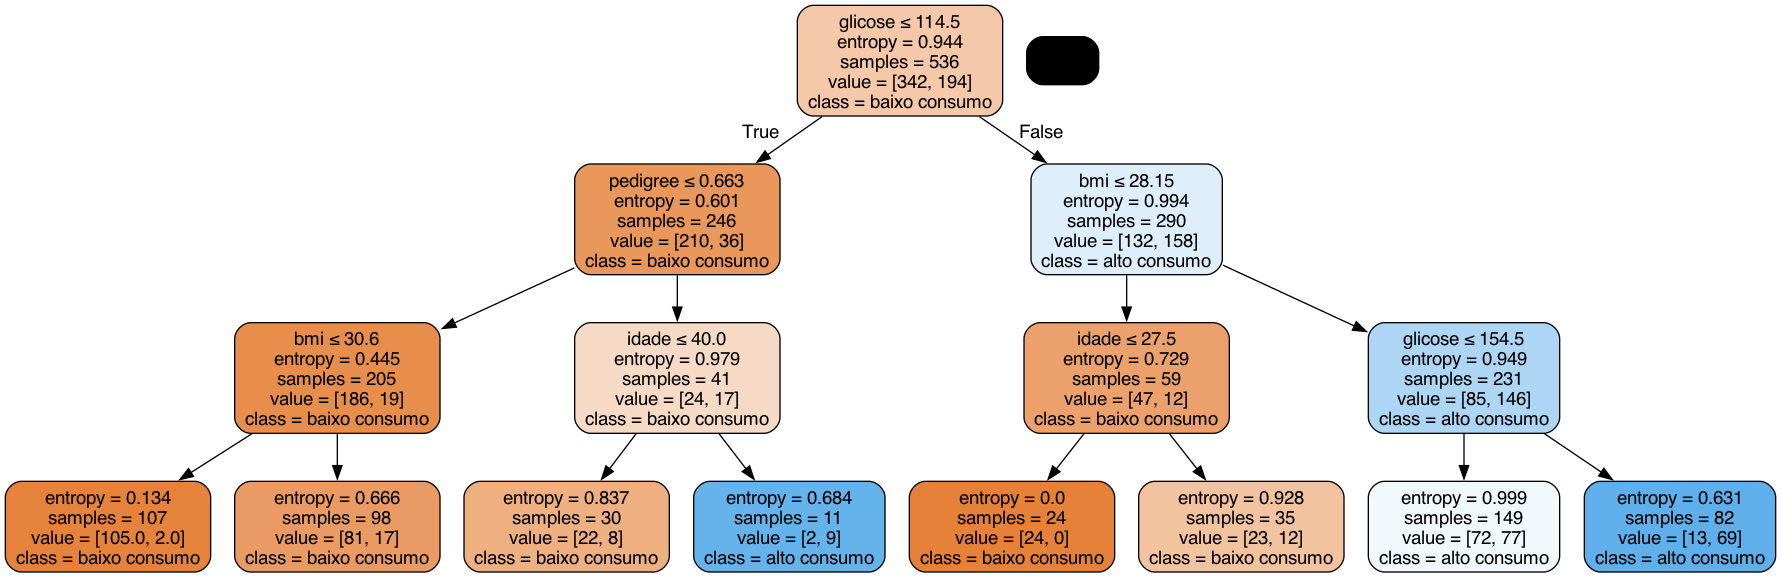 glicose ≤ 114.5
entropy = 0.944
samples = 536
value = [342, 194]
class = baixo consumo
True
False
pedigree ≤ 0.663
entropy = 0.601
samples = 246
value = [210, 36]
class = baixo consumo
bmi ≤ 28.15
entropy = 0.994
samples = 290
value = [132, 158]
class = alto consumo
bmi ≤ 30.6
entropy = 0.445
samples = 205
value = [186, 19]
class = baixo consumo
idade ≤ 40.0
entropy = 0.979
samples = 41
value = [24, 17]
class = baixo consumo
idade ≤ 27.5
entropy = 0.729
samples = 59
value = [47, 12]
class = baixo consumo
glicose ≤ 154.5
entropy = 0.949
samples = 231
value = [85, 146]
class = alto consumo
entropy = 0.134
samples = 107
value = [105.0, 2.0]
class = baixo consumo
entropy = 0.666
samples = 98
value = [81, 17]
class = baixo consumo
entropy = 0.837
samples = 30
value = [22, 8]
class = baixo consumo
entropy = 0.684
samples = 11
value = [2, 9]
class = alto consumo
entropy = 0.0
samples = 24
value = [24, 0]
class = baixo consumo
entropy = 0.928
samples = 35
value = [23, 12]
class = baixo consumo
entropy = 0.999
samples = 149
value = [72, 77]
class = alto consumo
entropy = 0.631
samples = 82
value = [13, 69]
class = alto consumo